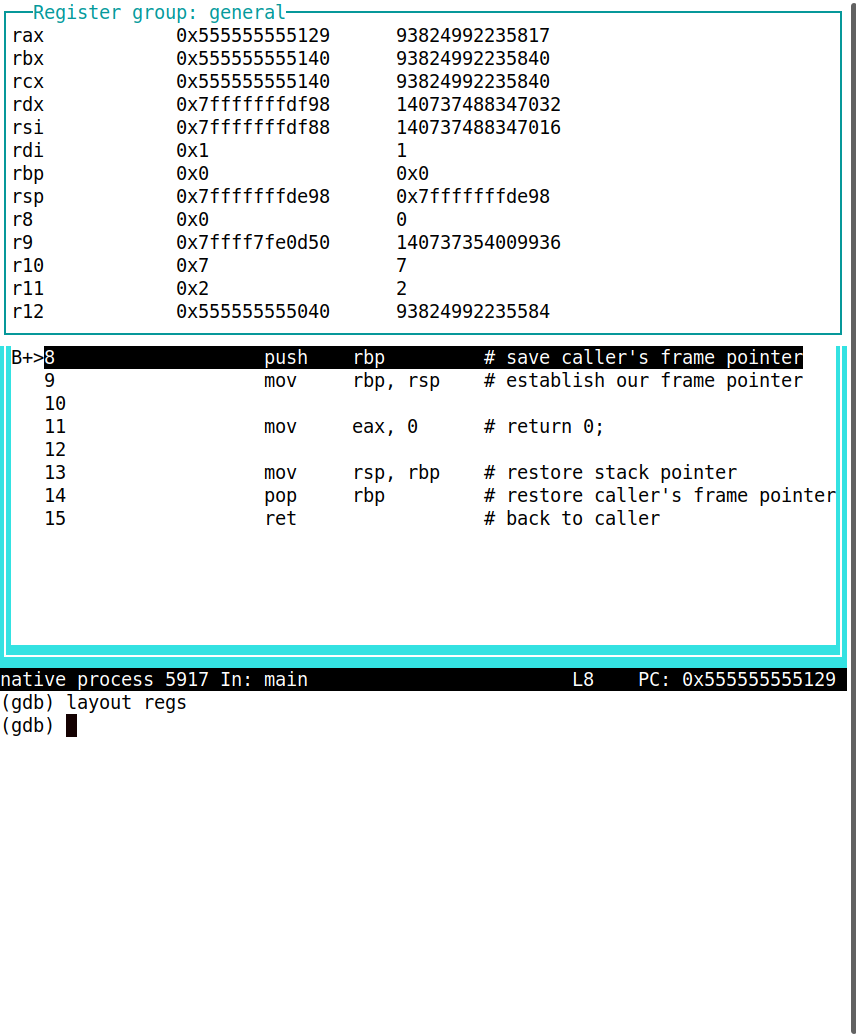 Register group: general
rax 0x555555555129 93824992235817
rbx 0x555555555140 93824992235840
rcx 0x555555555140 93824992235840
rdx 0x7fffffffdf98 140737488347032
rsi 0x7fffffffdf88 140737488347016
rdi 0x1 1
rbp 0x0 0x0
rsp 0x7fffffffde98 0x7fffffffde98
r8 0x0 0
r9 0x7ffff7fe0d50 140737354009936
r10 0x7 7
r11 0x2 2
r12 0x555555555040 93824992235584
B+>8 push rbp # save caller's frame pointer
9 mov rbp, rsp # establish our frame pointer
10
11 mov eax, 0 # return 0;
12
13 mov rsp, rbp # restore stack pointer
14 pop rbp # restore caller's frame pointer
15 ret # back to caller
native process 5917 In: main L8 PC: 0x555555555129
(gdb) layout regs
(gdb)